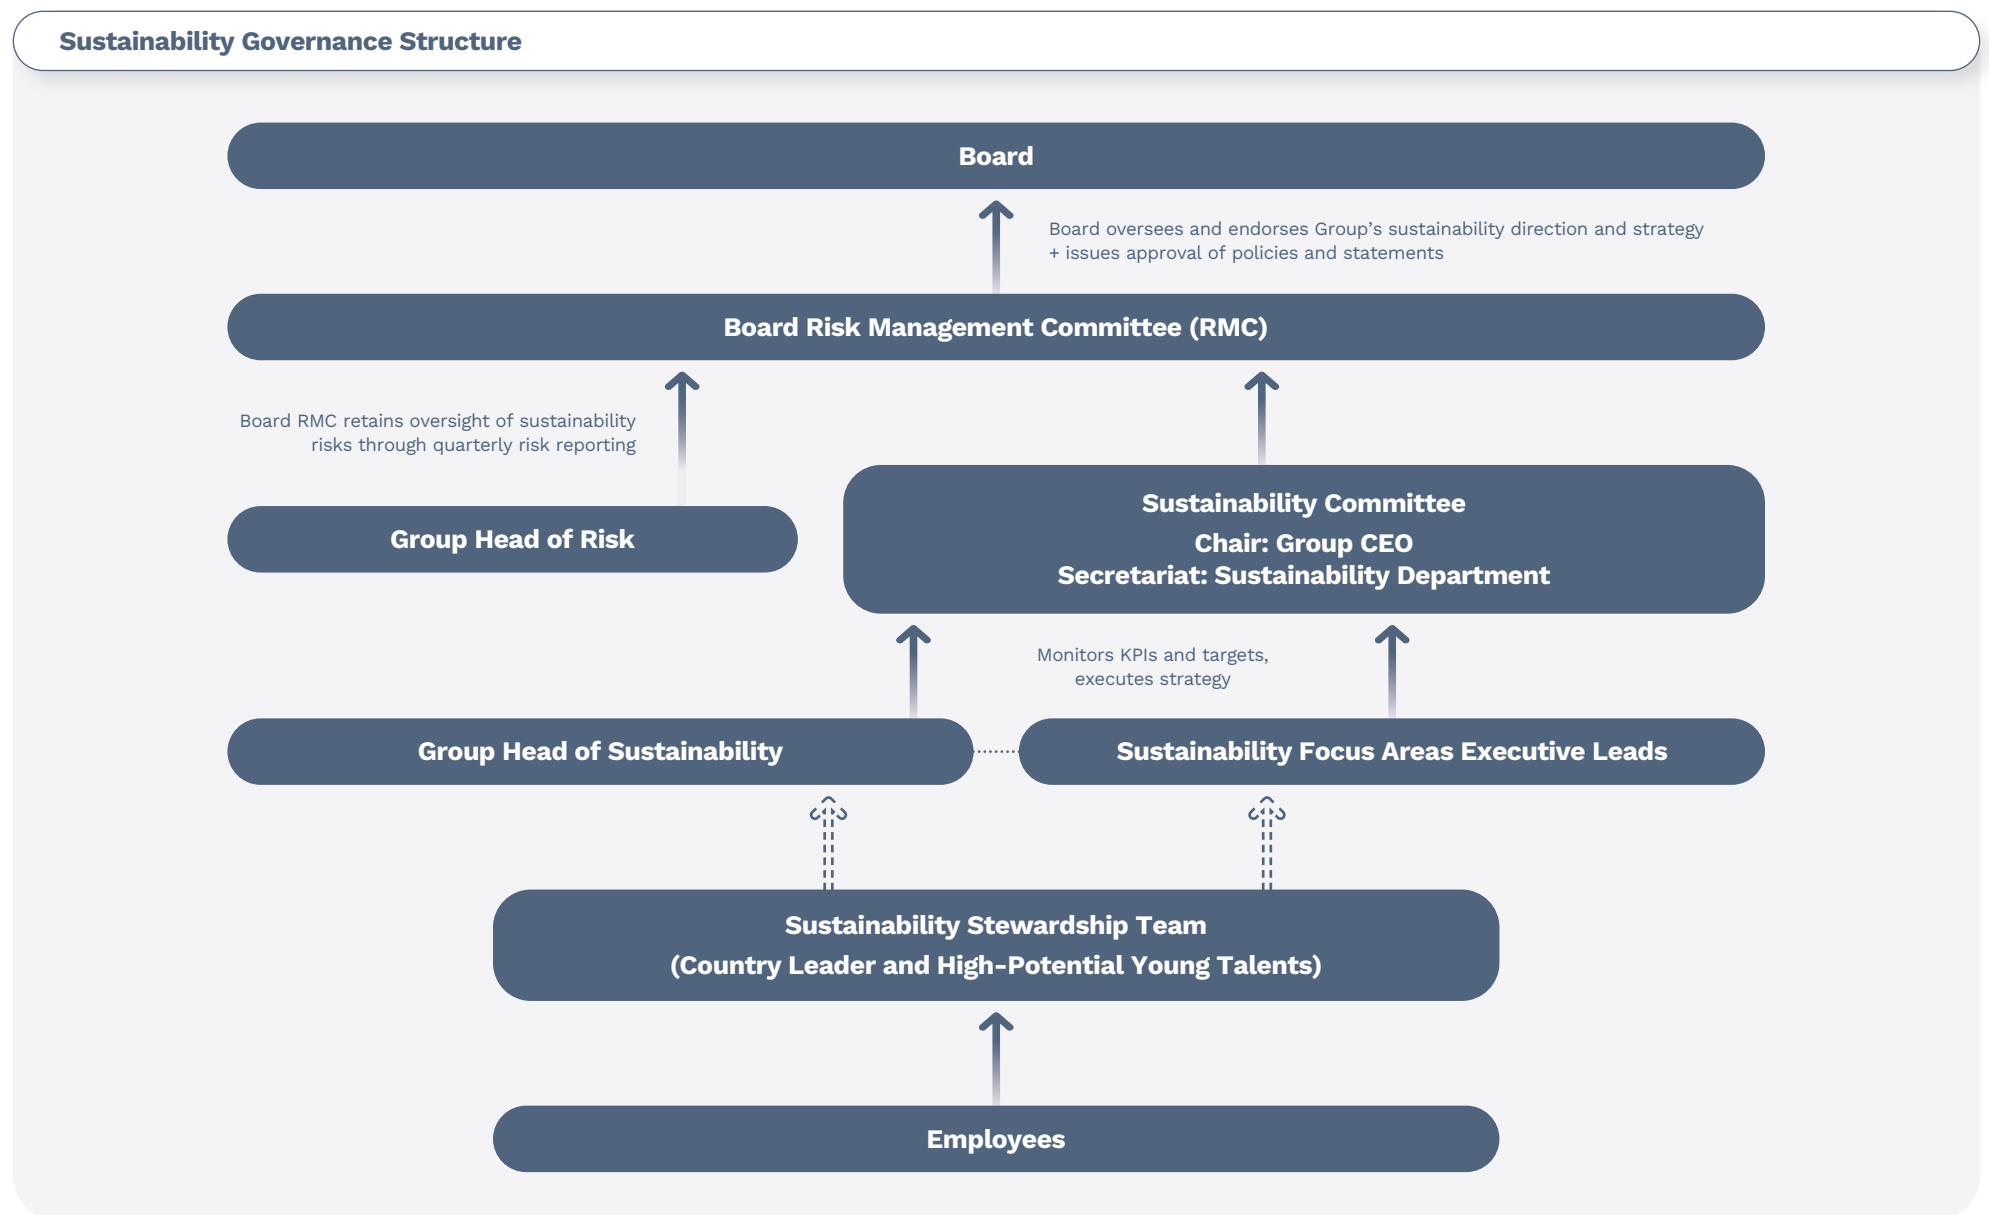 Sustainability Governance Structure
Board
Board oversees and endorses Group’s sustainability direction and strategy
+ issues approval of policies and statements
Board Risk Management Committee (RMC)
Board RMC retains oversight of sustainability
risks through quarterly risk reporting
Group Head of Risk
Sustainability Committee
Chair: Group CEO
Secretariat: Sustainability Department
Monitors KPIs and targets,
executes strategy
Group Head of Sustainability
Sustainability Focus Areas Executive Leads
Sustainability Stewardship Team
(Country Leader and High-Potential Young Talents)
Employees